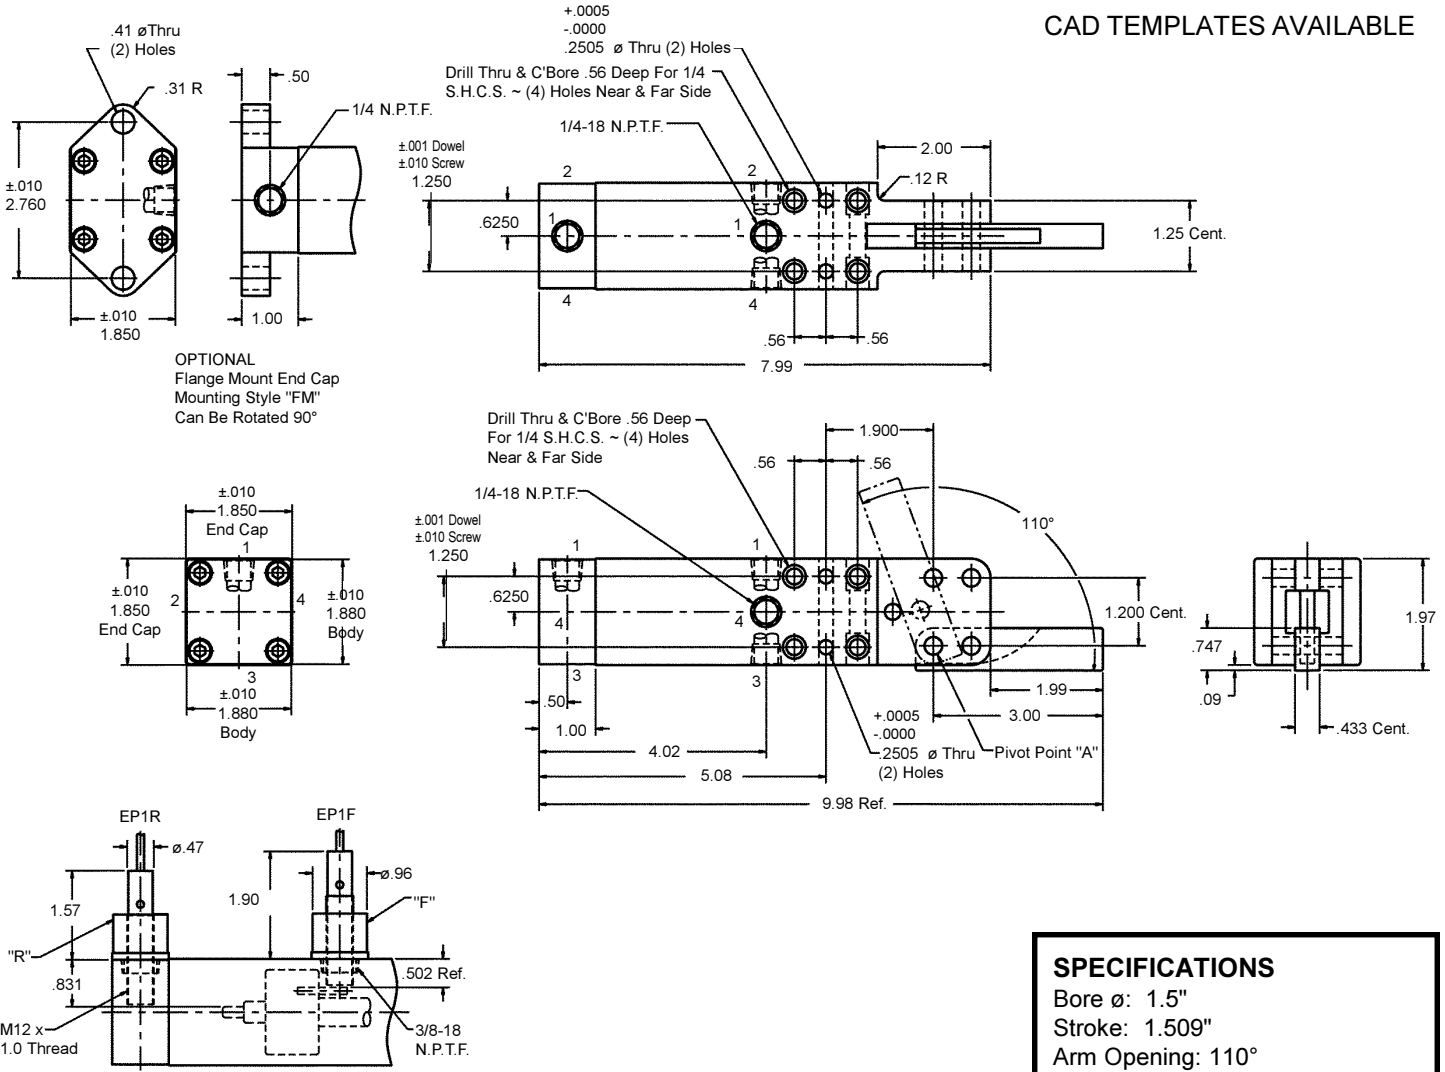 CAD TEMPLATES AVAILABLE
.41 øThru
(2) Holes
.31 R
.50
1/4 N.P.T.F.
±.010
2.760
±.010
1.850
1.00
OPTIONAL
Flange Mount End Cap
Mounting Style "FM"
Can Be Rotated 90°
+.0005
-.0000
.2505 ø Thru (2) Holes
Drill Thru & C'Bore .56 Deep For 1/4
S.H.C.S. ~ (4) Holes Near & Far Side
1/4-18 N.P.T.F.
±.001 Dowel
±.010 Screw
1.250
.6250
2
1
4
2
1
4
2.00
.12 R
1.25 Cent.
.56
.56
7.99
Drill Thru & C'Bore .56 Deep
For 1/4 S.H.C.S. ~ (4) Holes
Near & Far Side
1/4-18 N.P.T.F.
±.001 Dowel
±.010 Screw
1.250
.6250
1.900
.56
.56
110°
1
4
3
1
4
3
1.200 Cent.
.50
1.00
4.02
5.08
9.98 Ref.
+.0005
-.0000
.2505 ø Thru
(2) Holes
1.99
3.00
Pivot Point "A"
±.010
1.850
End Cap
1
2
4
3
±.010
1.850
End Cap
±.010
1.880
Body
±.010
1.880
Body
.747
.09
1.97
.433 Cent.
EP1R
EP1F
ø.47
ø.96
1.57
1.90
"R"
"F"
.831
.502 Ref.
M12 x
1.0 Thread
3/8-18
N.P.T.F.
SPECIFICATIONS
Bore ø: 1.5"
Stroke: 1.509"
Arm Opening: 110°